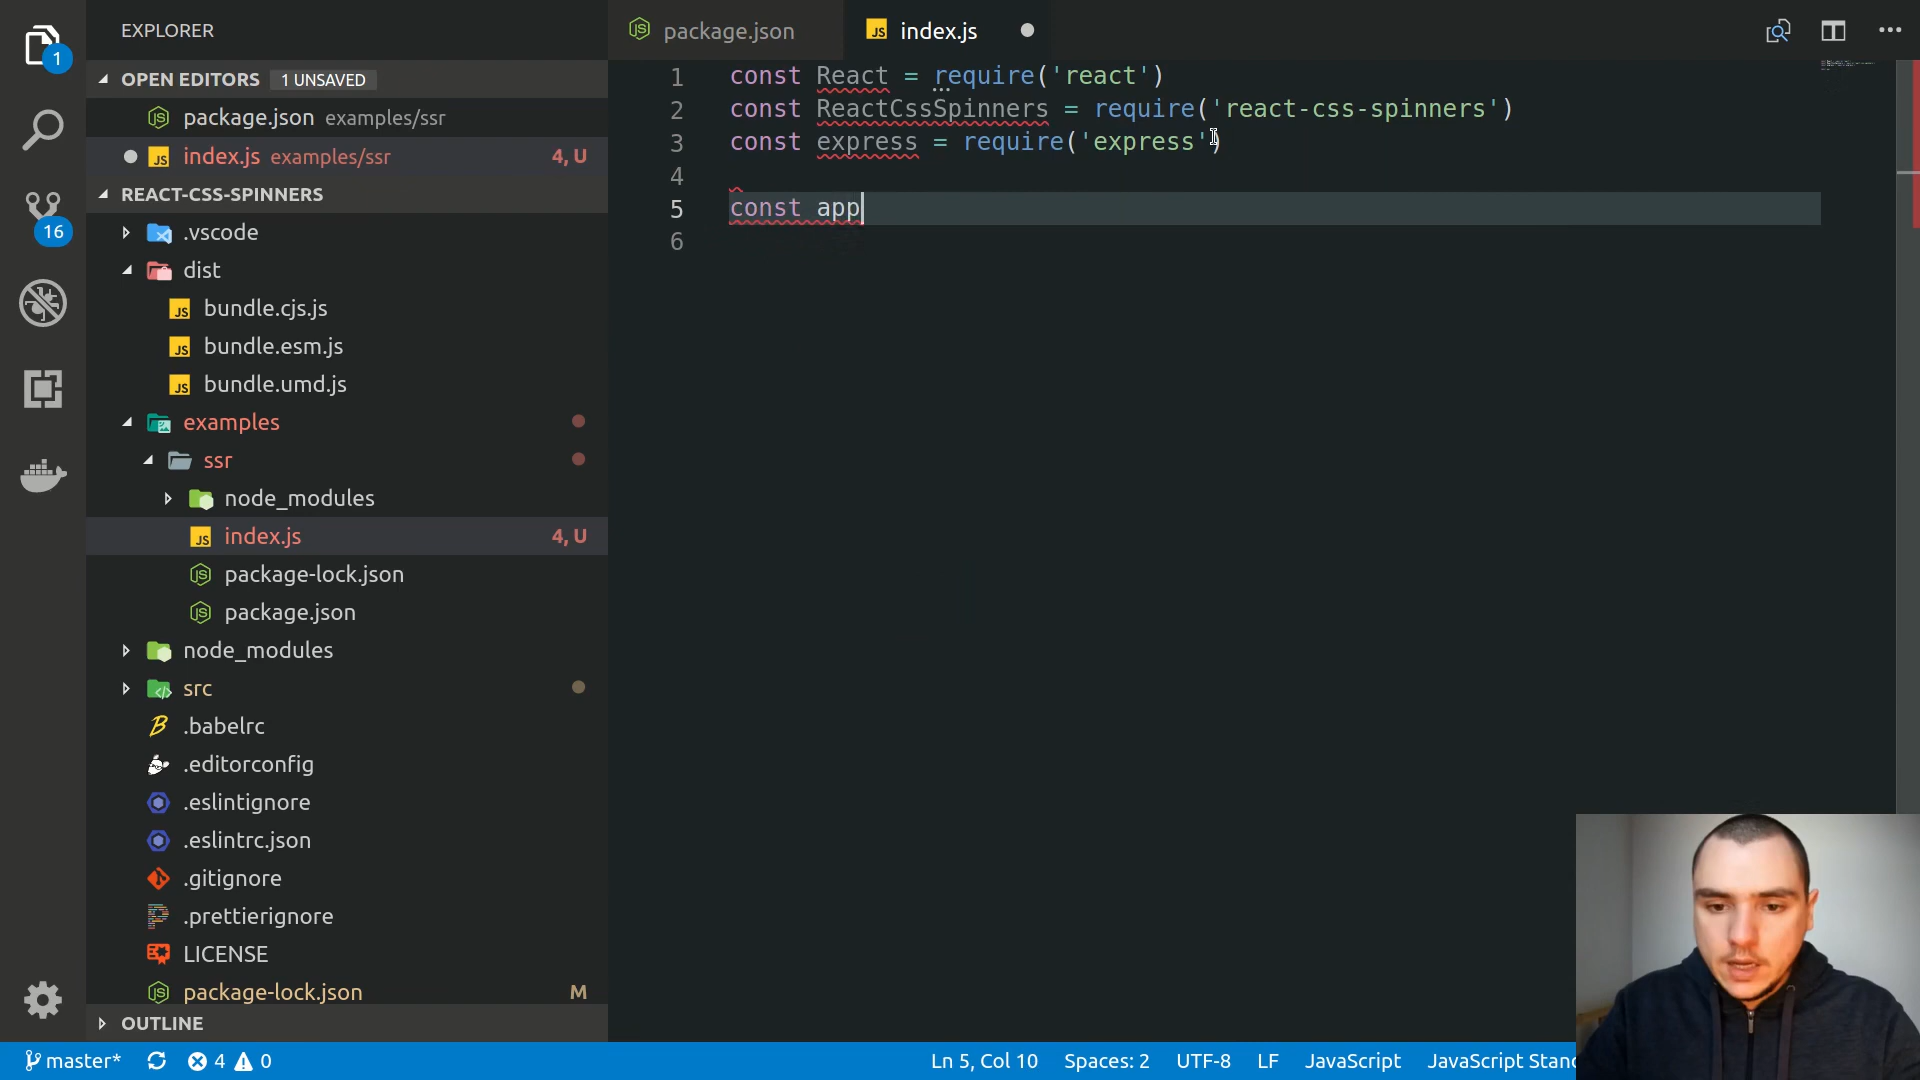 EXPLORER
OPEN EDITORS 1 UNSAVED
package.json examples/ssr
index.js examples/ssr 4, U
REACT-CSS-SPINNERS
.vscode
dist
bundle.cjs.js
bundle.esm.js
bundle.umd.js
examples
ssr
node_modules
index.js 4, U
package-lock.json
package.json
node_modules
src
.babelrc
.editorconfig
.eslintignore
.eslintrc.json
.gitignore
.prettierignore
LICENSE
package-lock.json M
OUTLINE
1
16
package.json
index.js
1 const React = require('react')
2 const ReactCssSpinners = require('react-css-spinners')
3 const express = require('express')
4
5 const app
6
master* 4 0
Ln 5, Col 10 Spaces: 2 UTF-8 LF JavaScript JavaScript Stand